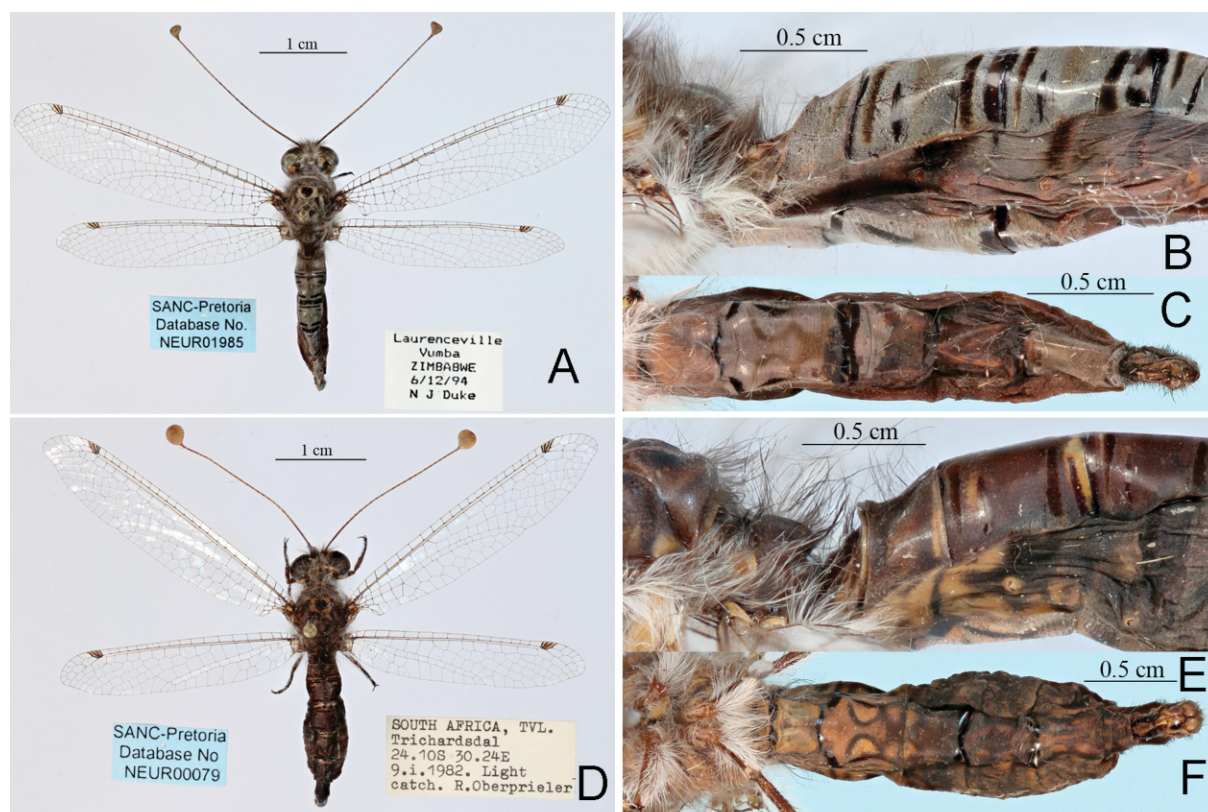 1 cm
SANC-Pretoria
Database No.
NEUR01985
Laurenceville
Vumba
ZIMBABWE
6/12/94
N J Duke
A
0.5 cm
B
0.5 cm
C
1 cm
SANC-Pretoria
Database No
NEUR00079
SOUTH AFRICA, TVL.
Trichardsdal
24.10S 30.24E
9.i.1982. Light
catch. R.Oberprieler
D
0.5 cm
E
0.5 cm
F